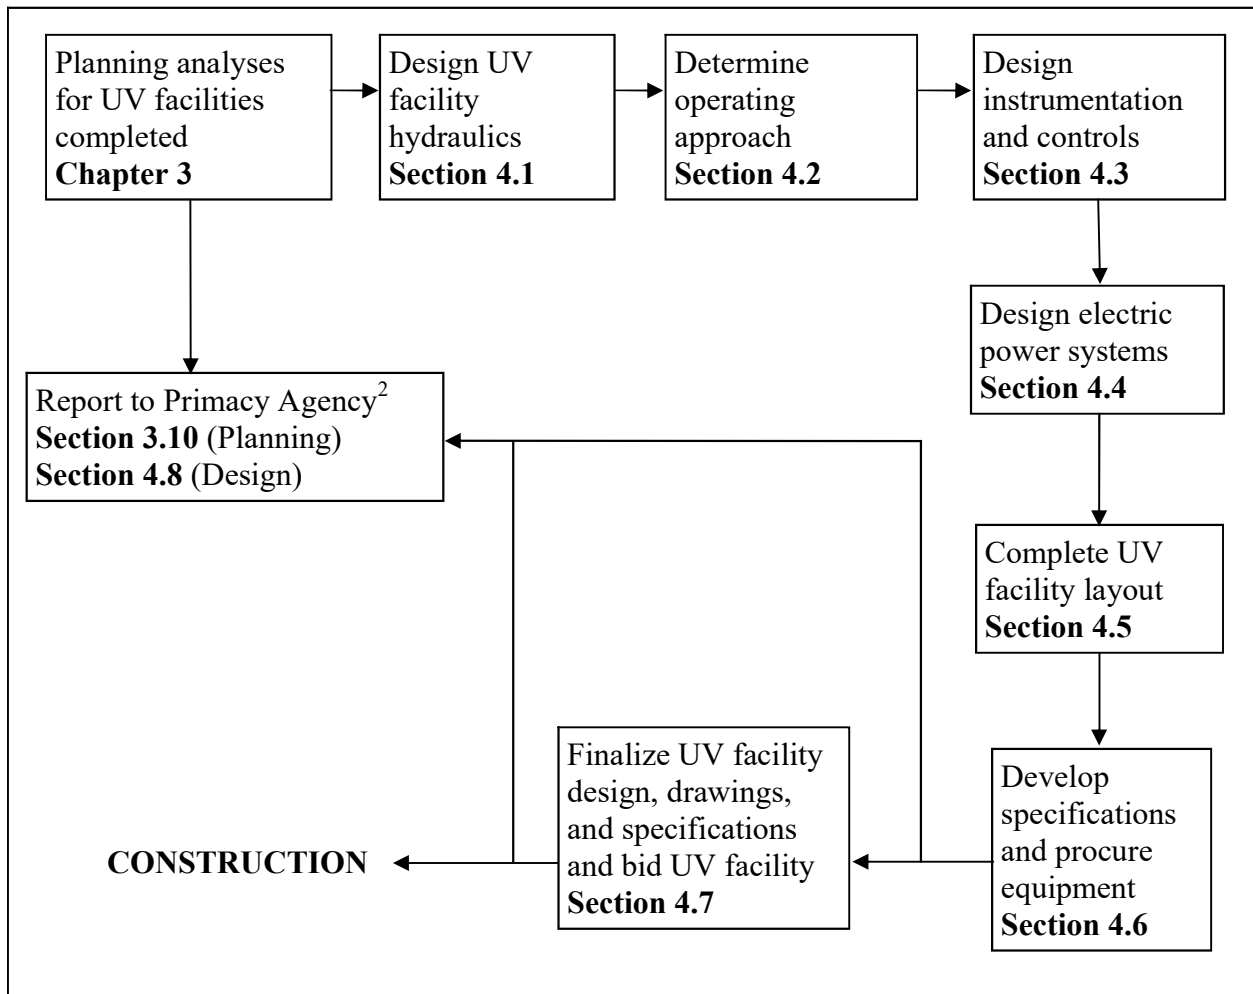 Planning analyses
for UV facilities
completed
Chapter 3
Design UV
facility
hydraulics
Section 4.1
Determine
operating
approach
Section 4.2
Design
instrumentation
and controls
Section 4.3
Design electric
power systems
Section 4.4
Report to Primacy Agency²
Section 3.10 (Planning)
Section 4.8 (Design)
Complete UV
facility layout
Section 4.5
Develop
specifications
and procure
equipment
Section 4.6
Finalize UV facility
design, drawings,
and specifications
and bid UV facility
Section 4.7
CONSTRUCTION